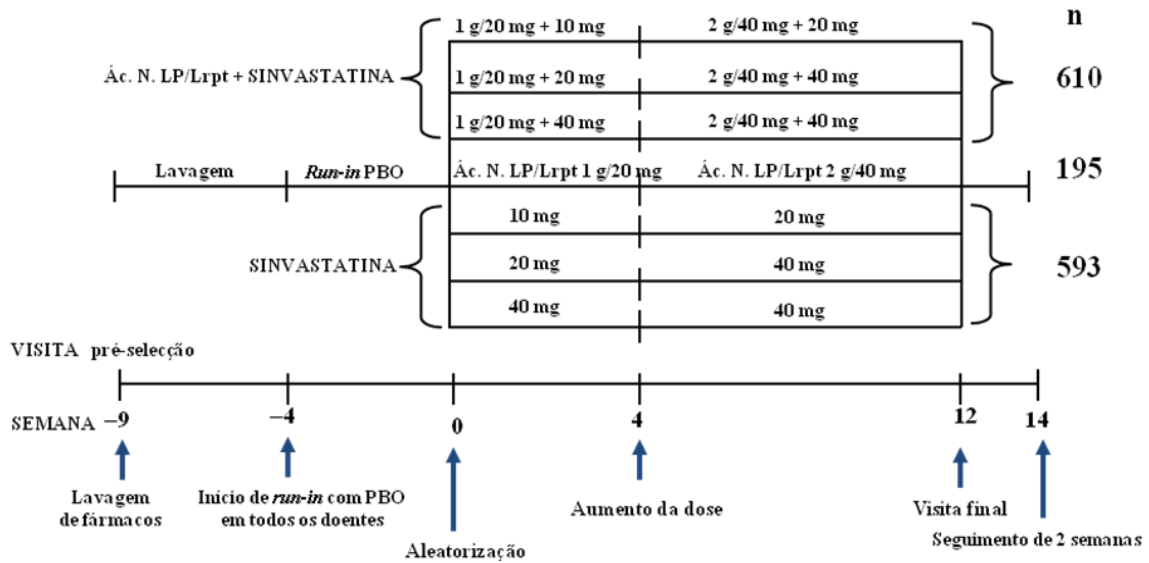 n
1 g/20 mg + 10 mg 2 g/40 mg + 20 mg
Ác. N. LP/Lrpt + SINVASTATINA 1 g/20 mg + 20 mg 2 g/40 mg + 40 mg 610
1 g/20 mg + 40 mg 2 g/40 mg + 40 mg
Lavagem Run-in PBO Ác. N. LP/Lrpt 1 g/20 mg Ác. N. LP/Lrpt 2 g/40 mg 195
10 mg 20 mg
SINVASTATINA 20 mg 40 mg 593
40 mg 40 mg
VISITA pré-selecção
SEMANA –9 –4 0 4 12 14
Lavagem
de fármacos
Início de run-in com PBO
em todos os doentes
Aleatorização
Aumento da dose
Visita final
Seguimento de 2 semanas